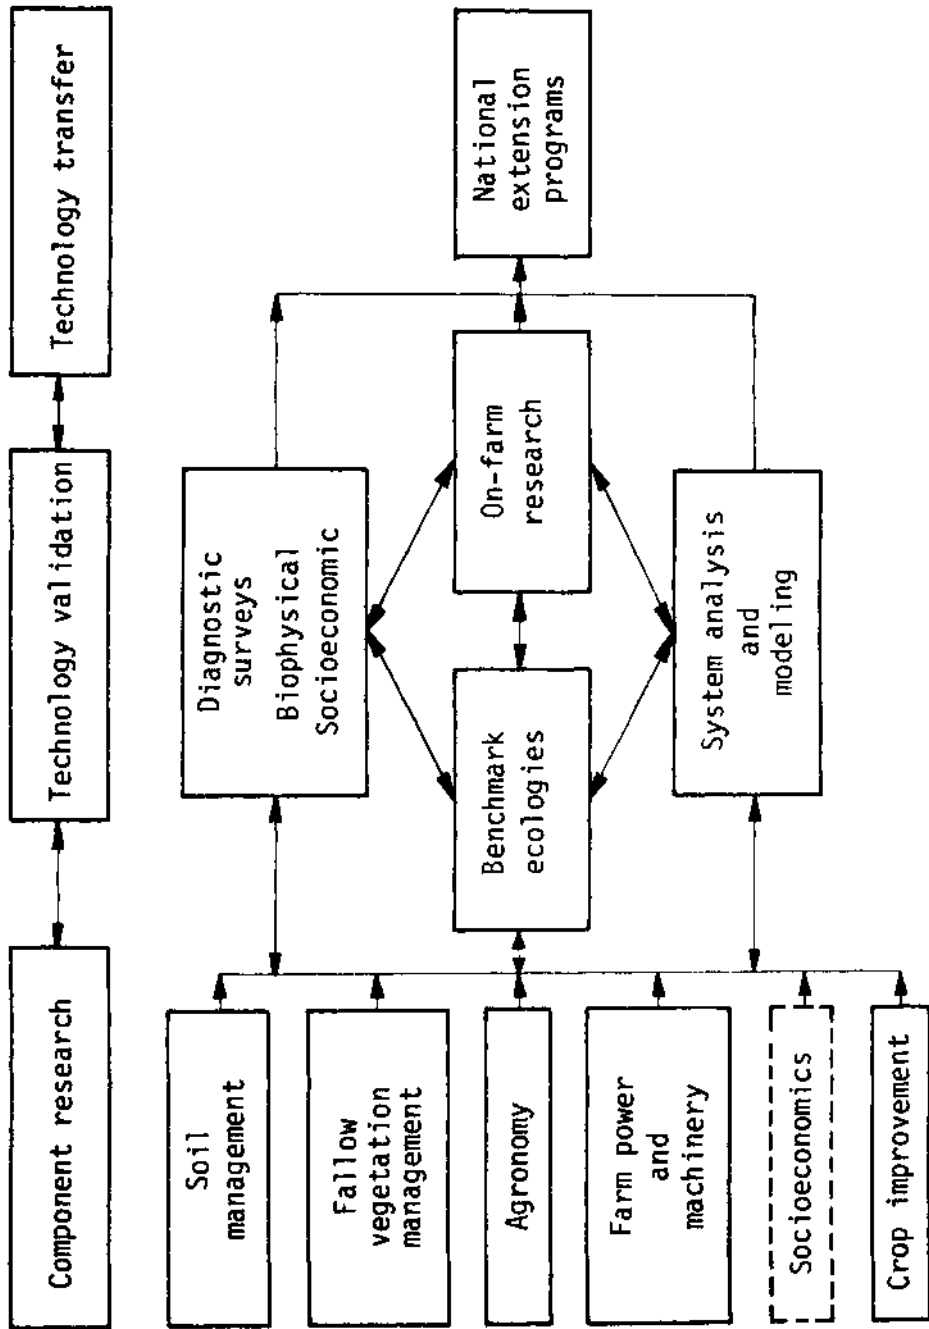 Component research
Technology validation
Technology transfer
Soil
management
Fallow
vegetation
management
Agronomy
Farm power
and
machinery
Socioeconomics
Crop improvement
Diagnostic
surveys
Biophysical
Socioeconomic
Benchmark
ecologies
On-farm
research
System analysis
and
modeling
National
extension
programs